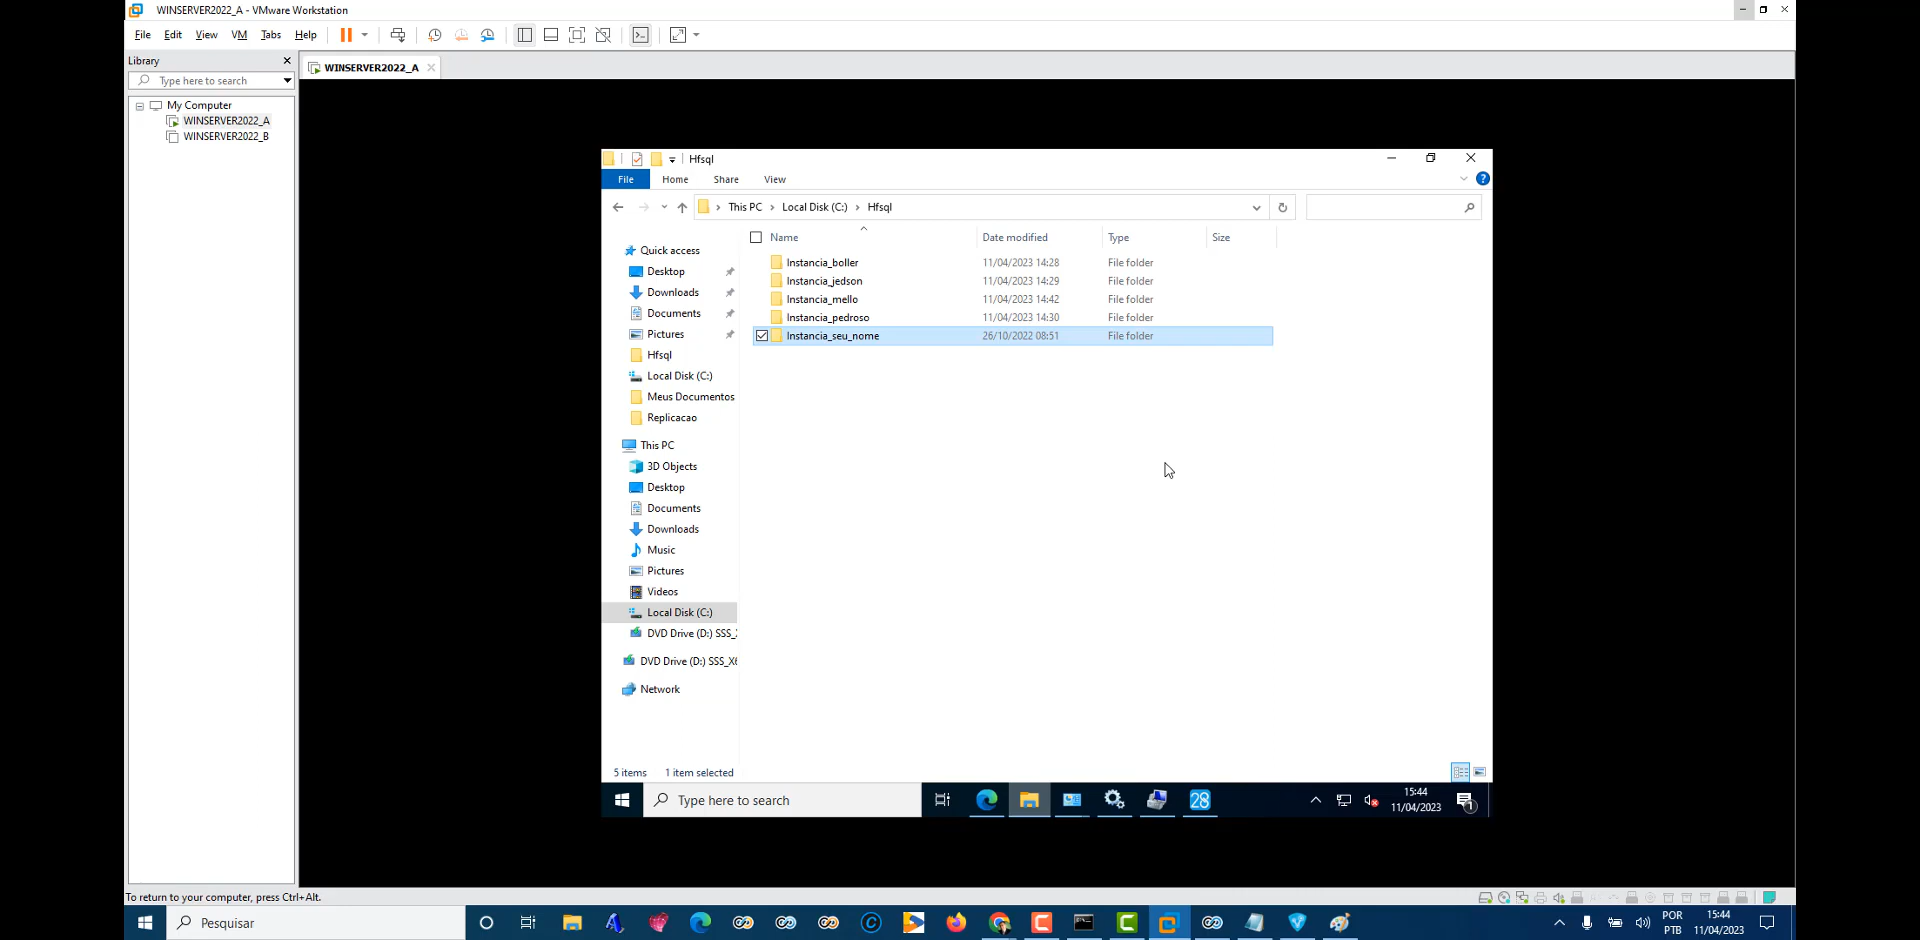 WINSERVER2022_A - VMware Workstation
File Edit View VM Tabs Help
Library
WINSERVER2022_A
Type here to search
My Computer
WINSERVER2022_A
WINSERVER2022_B
Hfsql
File Home Share View
This PC > Local Disk (C:) > Hfsql
Name Date modified Type Size
Quick access
Desktop
Downloads
Documents
Pictures
Hfsql
Local Disk (C:)
Meus Documentos
Replicacao
This PC
3D Objects
Desktop
Documents
Downloads
Music
Pictures
Videos
Local Disk (C:)
DVD Drive (D:) SSS_
DVD Drive (D:) SSS_X6
Network
Instancia_boller 11/04/2023 14:28 File folder
Instancia_jedson 11/04/2023 14:29 File folder
Instancia_mello 11/04/2023 14:42 File folder
Instancia_pedroso 11/04/2023 14:30 File folder
Instancia_seu_nome 26/10/2022 08:51 File folder
5 items 1 item selected
Type here to search
28
15:44
11/04/2023
1
To return to your computer, press Ctrl+Alt.
Pesquisar
POR
PTB
15:44
11/04/2023